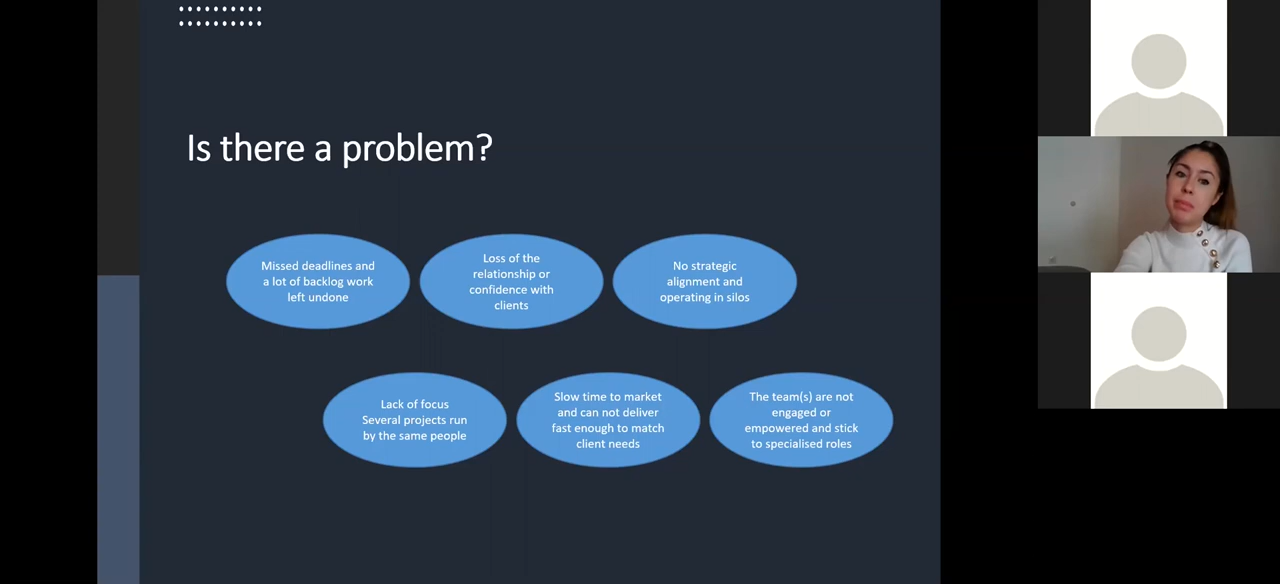 Is there a problem?
Missed deadlines and
a lot of backlog work
left undone
Loss of the
relationship or
confidence with
clients
No strategic
alignment and
operating in silos
Lack of focus
Several projects run
by the same people
Slow time to market
and can not deliver
fast enough to match
client needs
The team(s) are not
engaged or
empowered and stick
to specialised roles